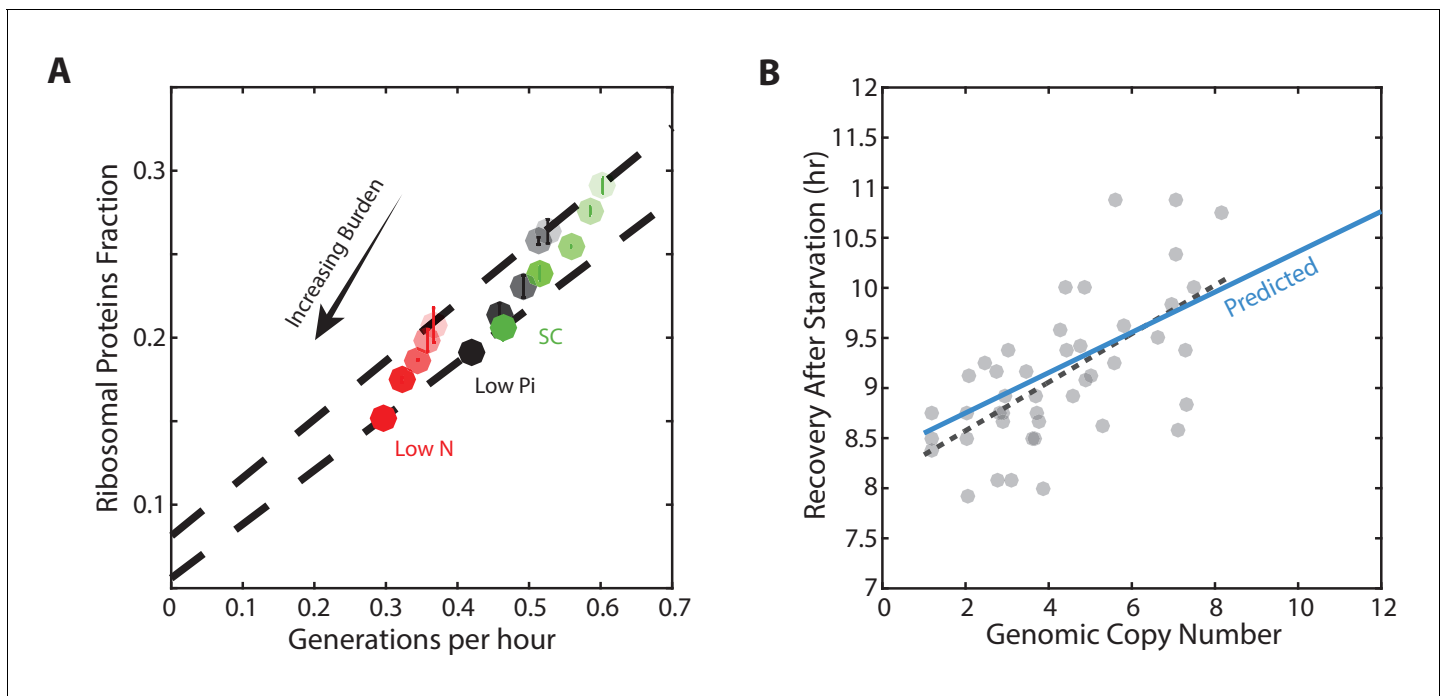 A
Ribosomal Proteins Fraction
0.3
0.2
0.1
Increasing Burden
SC
Low Pi
Low N
0 0.1 0.2 0.3 0.4 0.5 0.6 0.7
Generations per hour
B
Recovery After Starvation (hr)
12
11.5
11
10.5
10
9.5
9
8.5
8
7.5
7
Predicted
0 2 4 6 8 10 12
Genomic Copy Number